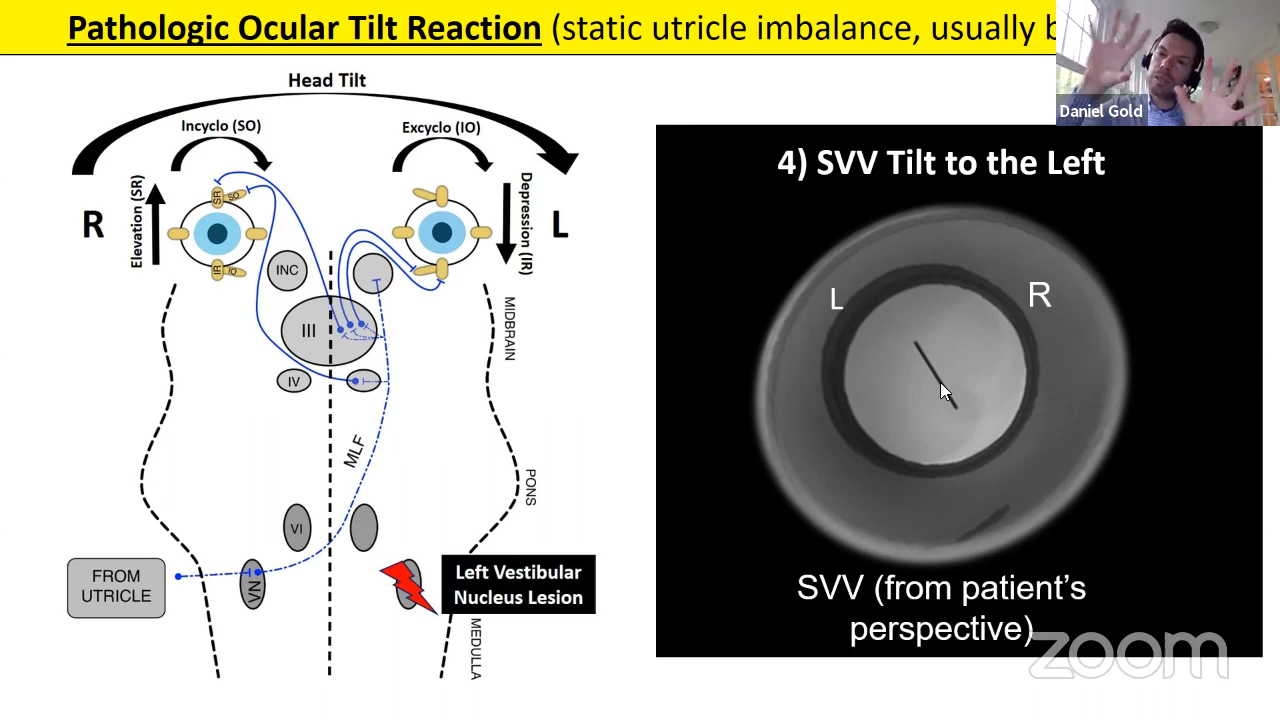 Pathologic Ocular Tilt Reaction (static utricle imbalance, usually b
Daniel Gold
Head Tilt
Incyclo (SO)
Excyclo (IO)
R
Elevation (SR)
SR
SO
IR
IO
Depression (IR)
L
INC
III
IV
MIDBRAIN
MLF
PONS
VI
FROM
UTRICLE
VN
Left Vestibular
Nucleus Lesion
MEDULLA
4) SVV Tilt to the Left
L
R
SVV (from patient's
perspective)
zoom